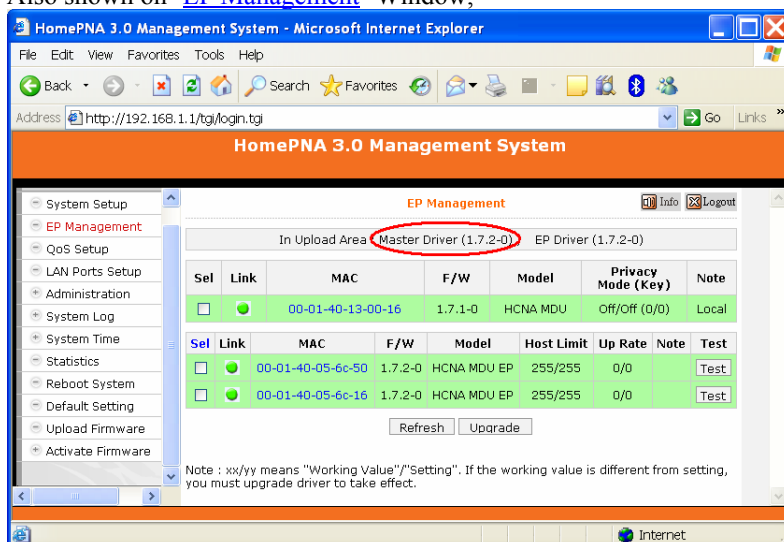 Also shown on "EP Management" Window,
HomePNA 3.0 Management System - Microsoft Internet Explorer
File Edit View Favorites Tools Help
Back Search Favorites
Address http://192.168.1.1/tgi/login.tgi Go Links »
HomePNA 3.0 Management System
System Setup
EP Management
QoS Setup
LAN Ports Setup
Administration
System Log
System Time
Statistics
Reboot System
Default Setting
Upload Firmware
Activate Firmware
EP Management Info Logout
In Upload Area Master Driver (1.7.2-0) EP Driver (1.7.2-0)
Sel Link MAC F/W Model Privacy Mode (Key) Note
00-01-40-13-00-16 1.7.1-0 HCNA MDU Off/Off (0/0) Local
Sel Link MAC F/W Model Host Limit Up Rate Note Test
00-01-40-05-6c-50 1.7.2-0 HCNA MDU EP 255/255 0/0 Test
00-01-40-05-6c-16 1.7.2-0 HCNA MDU EP 255/255 0/0 Test
Refresh Upgrade
Note : xx/yy means "Working Value"/"Setting". If the working value is different from setting,
you must upgrade driver to take effect.
Internet